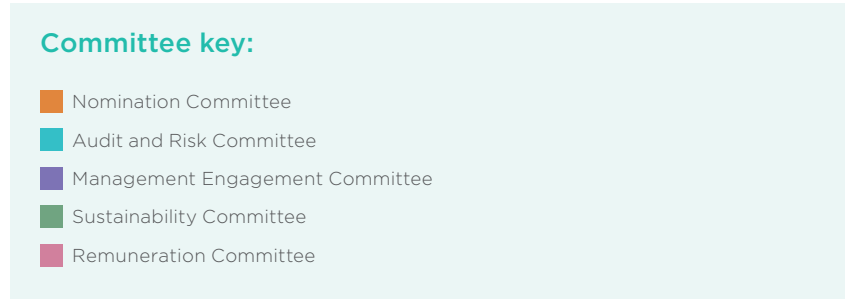 Committee key:
Nomination Committee
Audit and Risk Committee
Management Engagement Committee
Sustainability Committee
Remuneration Committee